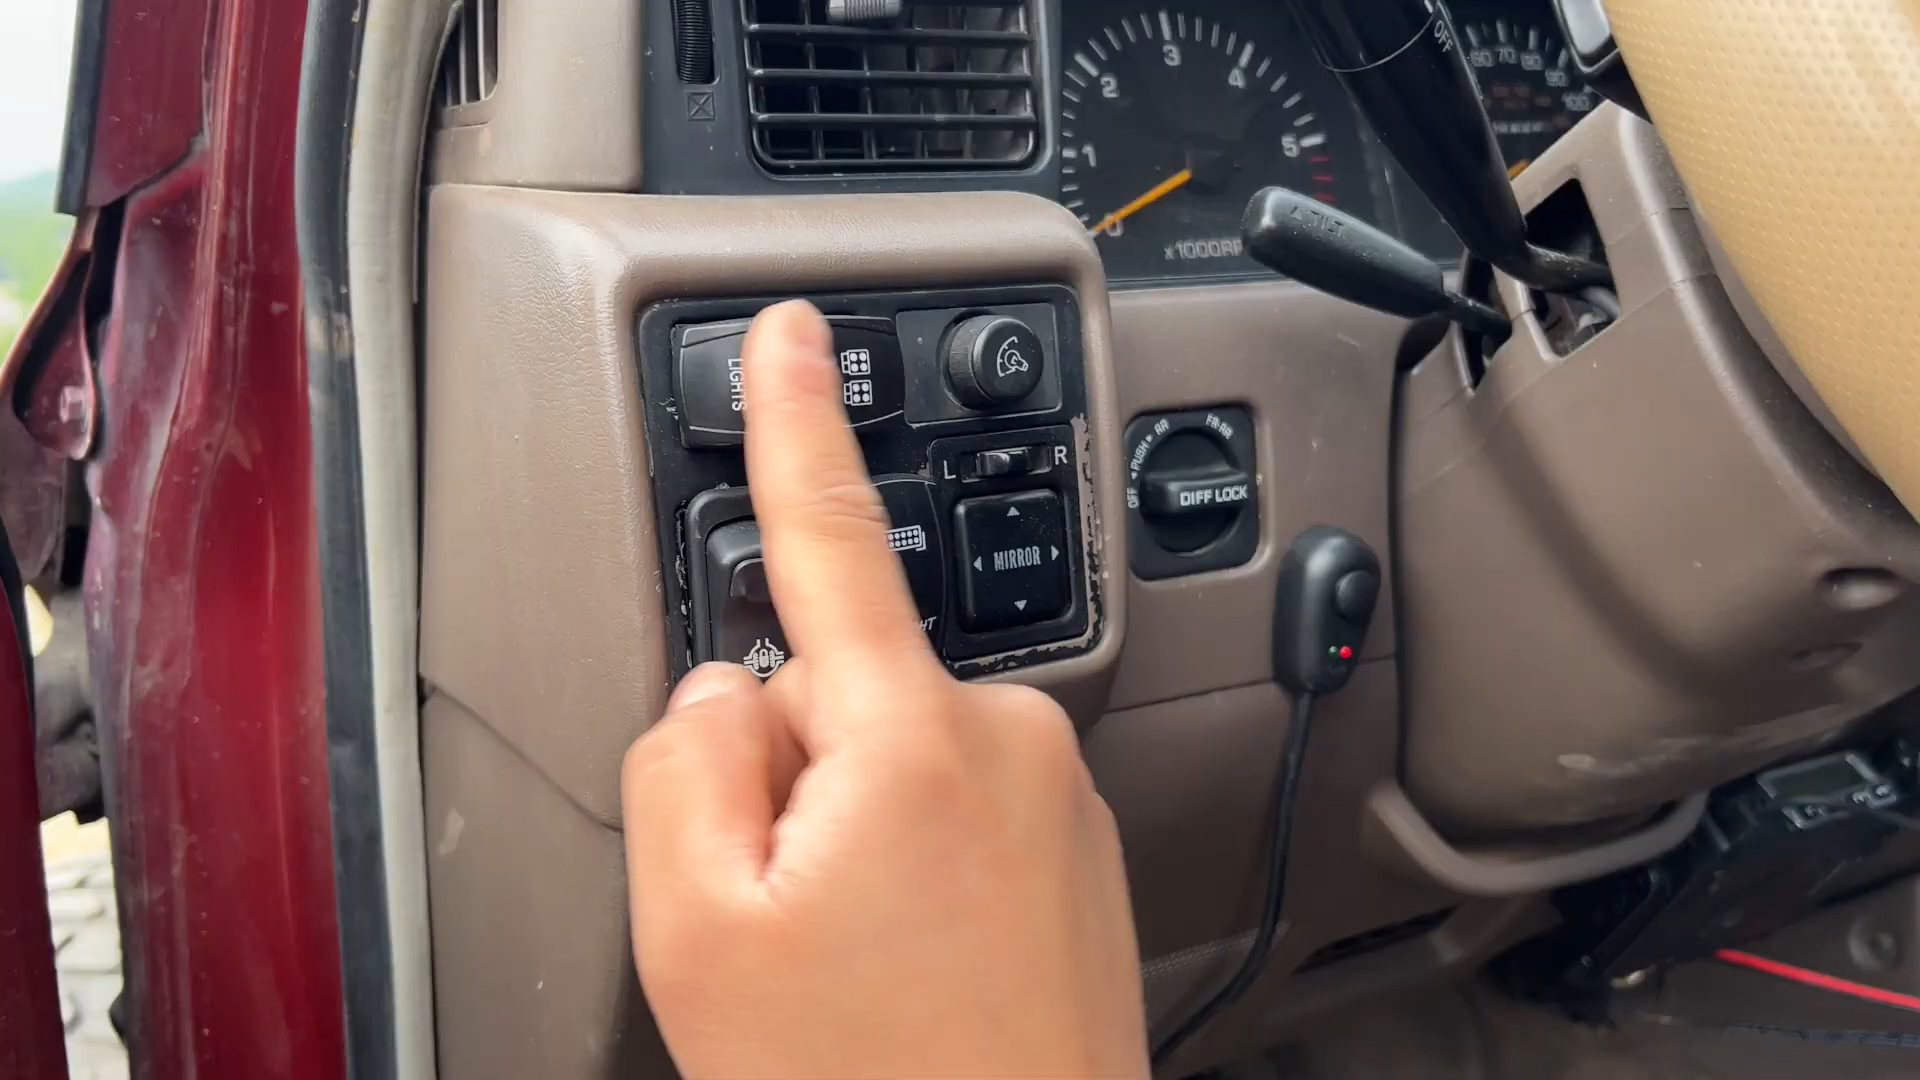 OFF
1
2
3
4
5
0
60 70 80 90 100
TILT
LIGHTS
L R
MIRROR
OFF PUSH RR FR·RR
DIFF LOCK